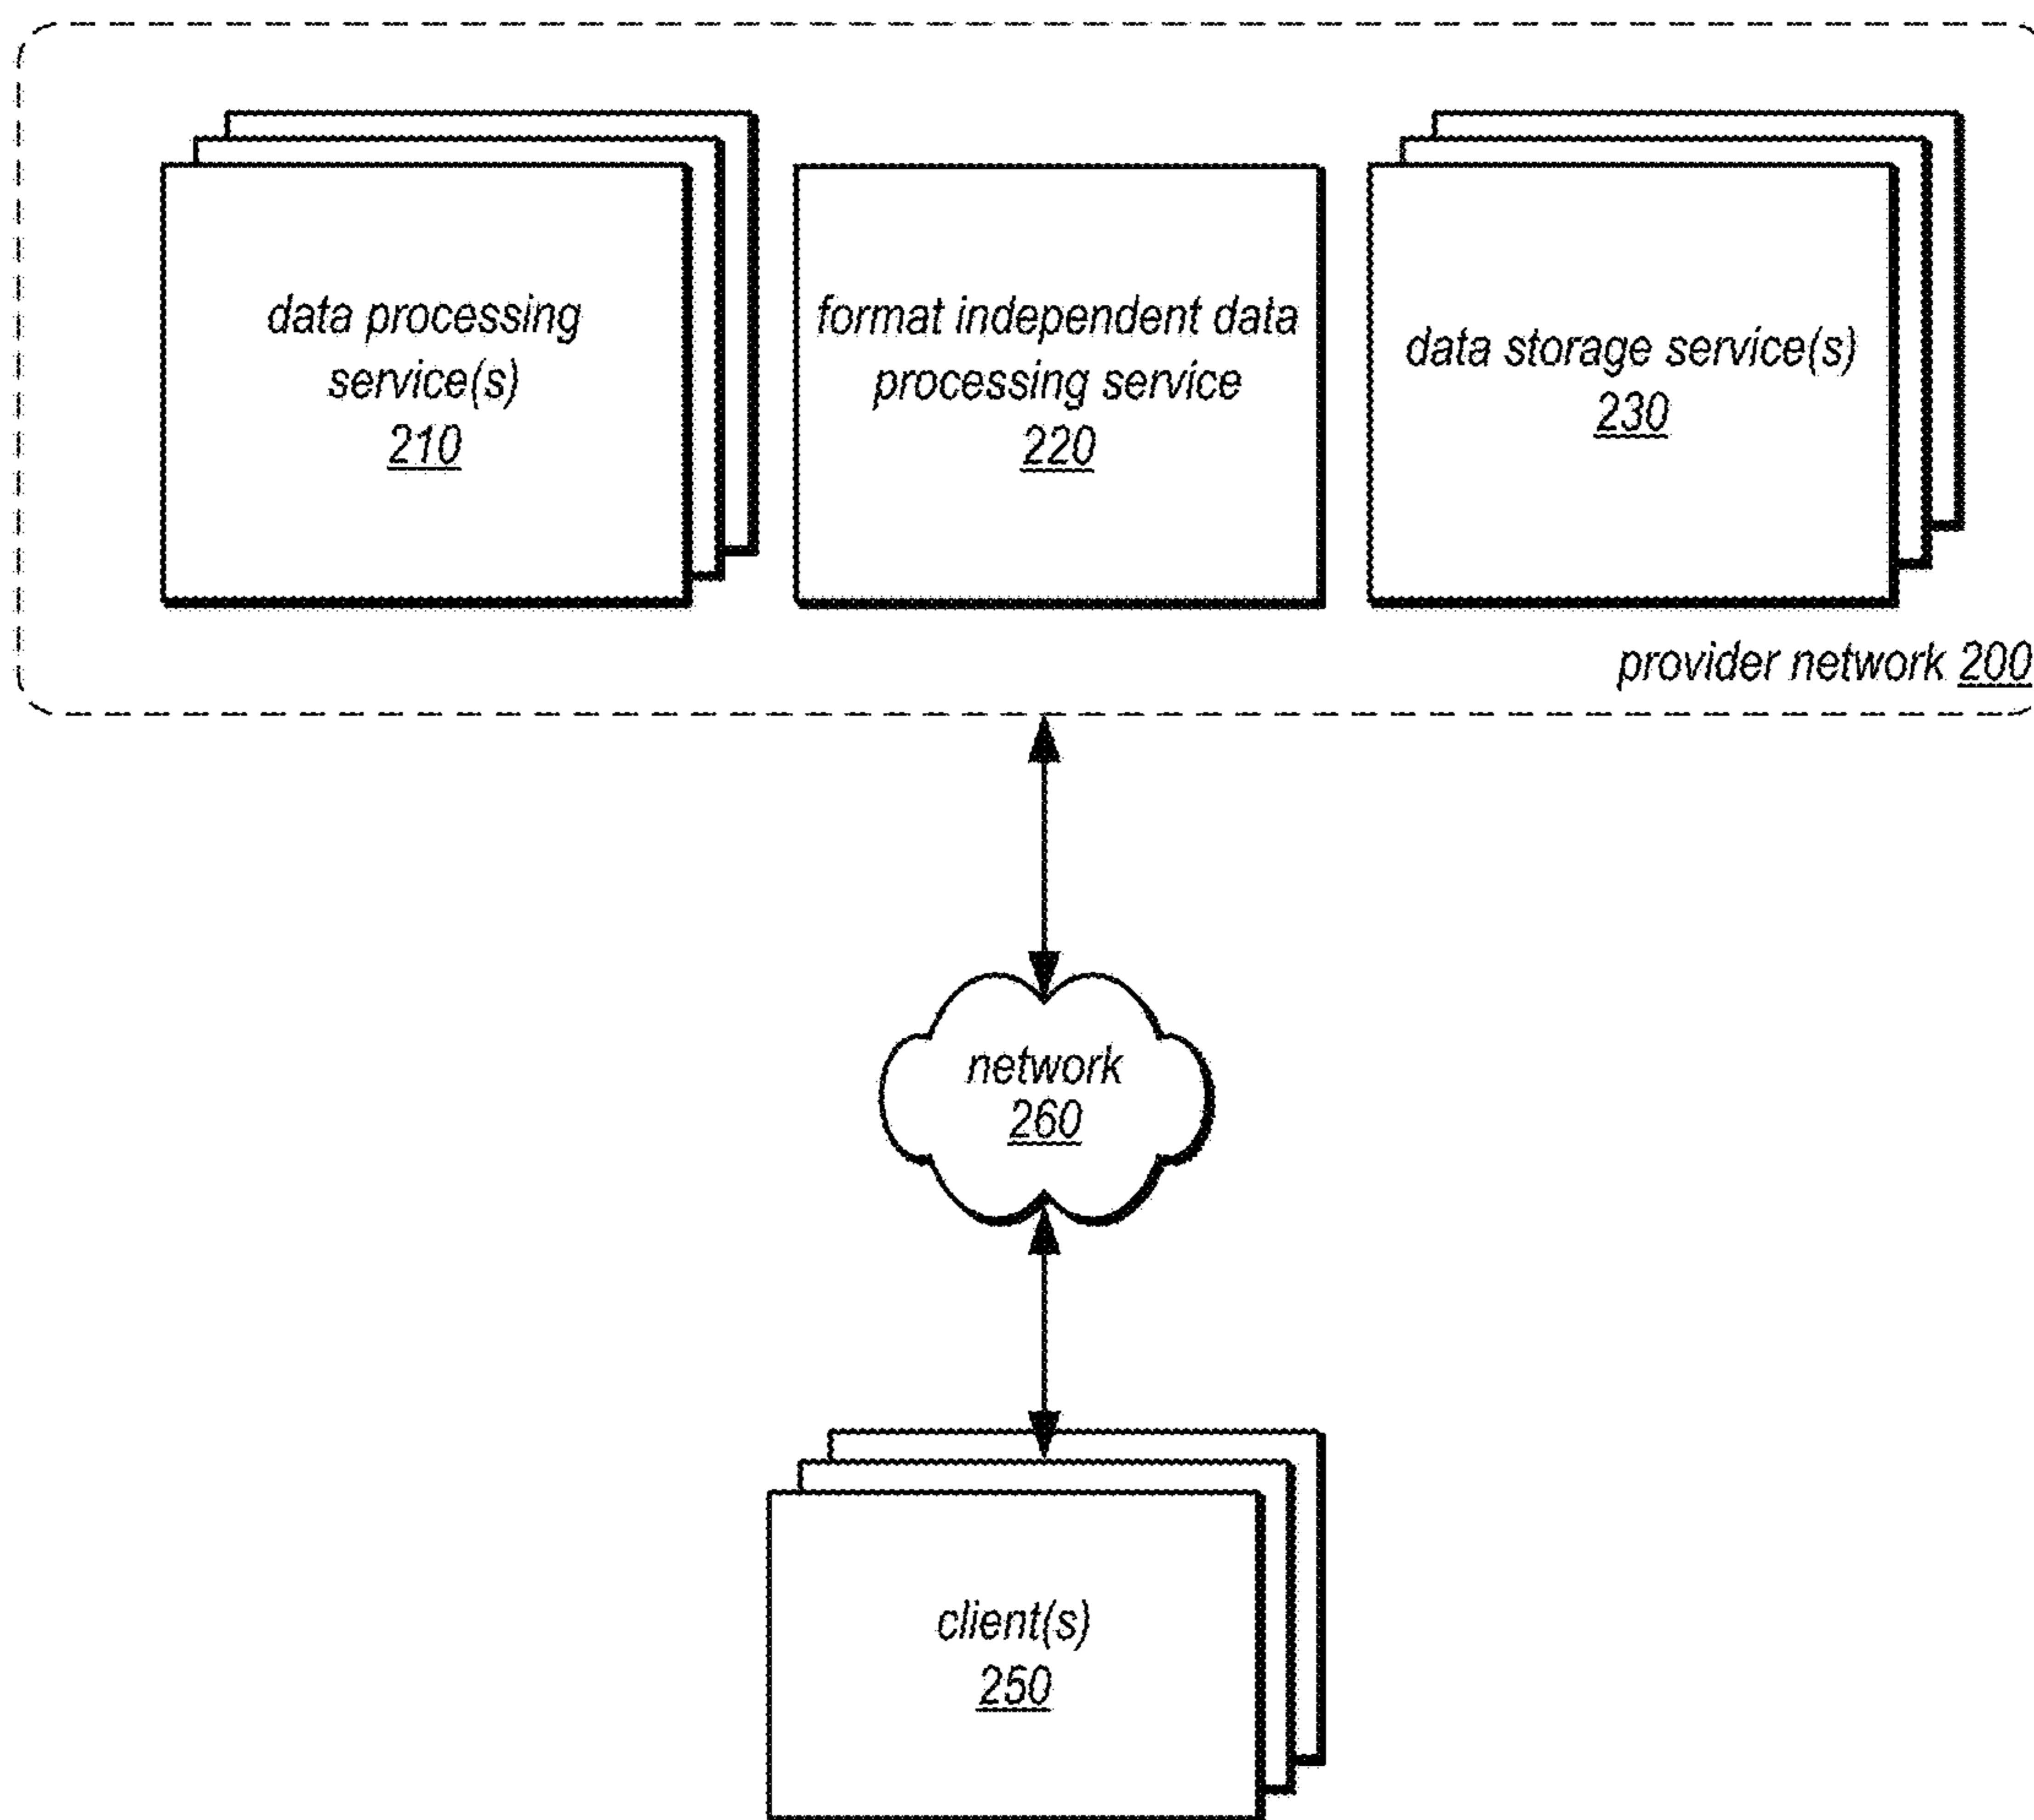 data processing
service(s)
210
format independent data
processing service
220
data storage service(s)
230
provider network 200
network
260
client(s)
250